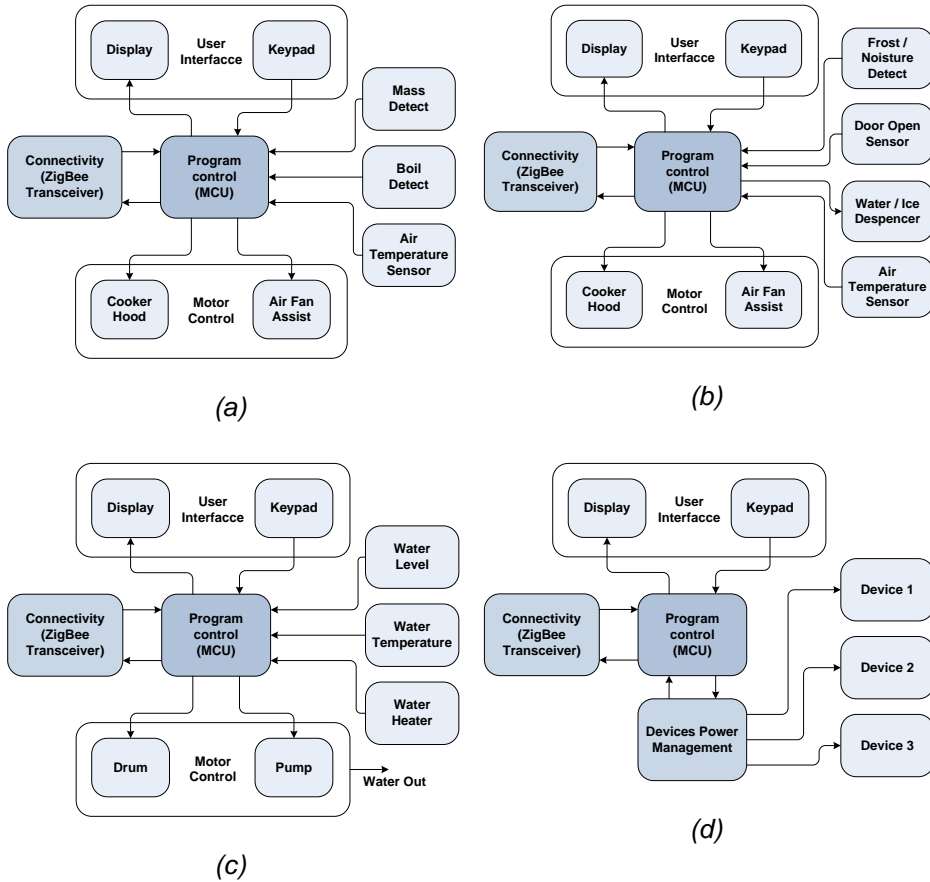 Display
User
Interfacce
Keypad
Mass
Detect
Connectivity
(ZigBee
Transceiver)
Program
control
(MCU)
Boil
Detect
Air
Temperature
Sensor
Cooker
Hood
Motor
Control
Air Fan
Assist
(a)
Display
User
Interfacce
Keypad
Frost /
Noisture
Detect
Door Open
Sensor
Connectivity
(ZigBee
Transceiver)
Program
control
(MCU)
Water / Ice
Despencer
Air
Temperature
Sensor
Cooker
Hood
Motor
Control
Air Fan
Assist
(b)
Display
User
Interfacce
Keypad
Water
Level
Connectivity
(ZigBee
Transceiver)
Program
control
(MCU)
Water
Temperature
Water
Heater
Drum
Motor
Control
Pump
Water Out
(c)
Display
User
Interfacce
Keypad
Device 1
Connectivity
(ZigBee
Transceiver)
Program
control
(MCU)
Device 2
Devices Power
Management
Device 3
(d)